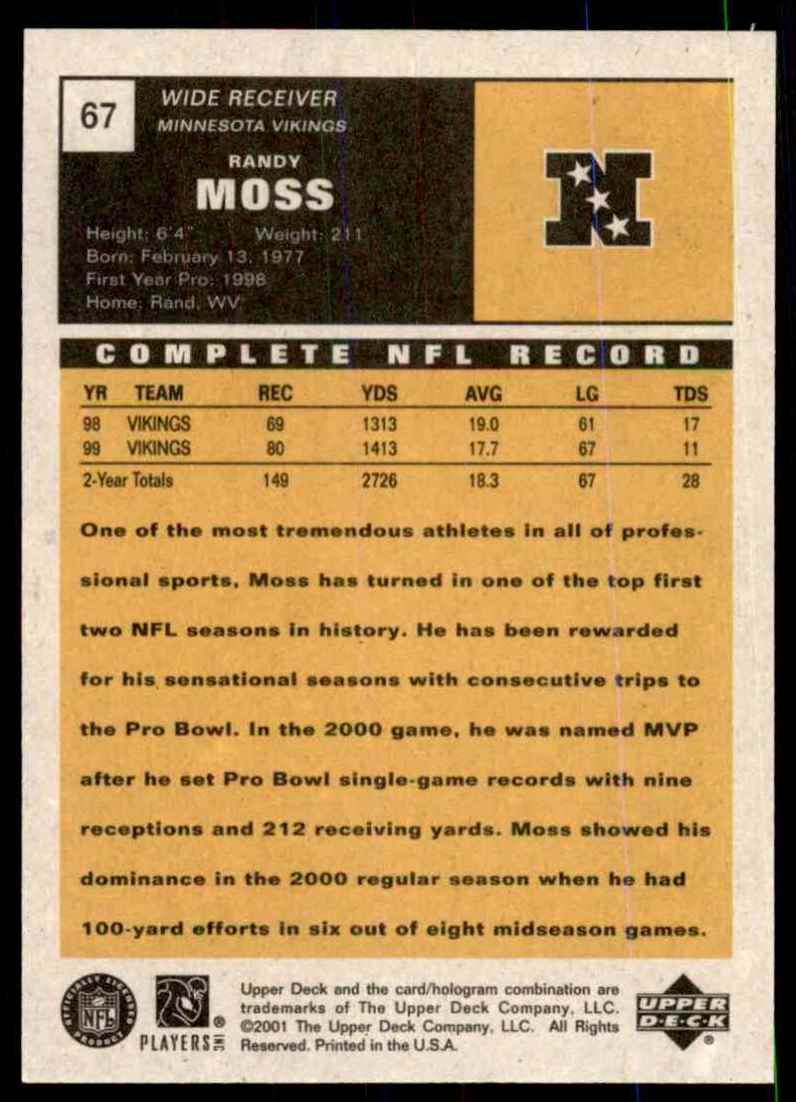 67
WIDE RECEIVER
MINNESOTA VIKINGS
RANDY
MOSS
Height: 6'4" Weight: 211
Born: February 13, 1977
First Year Pro: 1998
Home: Rand, WV
N
COMPLETE NFL RECORD
YR TEAM REC YDS AVG LG TDS
98 VIKINGS 69 1313 19.0 61 17
99 VIKINGS 80 1413 17.7 67 11
2-Year Totals 149 2726 18.3 67 28
One of the most tremendous athletes in all of profes-
sional sports, Moss has turned in one of the top first
two NFL seasons in history. He has been rewarded
for his sensational seasons with consecutive trips to
the Pro Bowl. In the 2000 game, he was named MVP
after he set Pro Bowl single-game records with nine
receptions and 212 receiving yards. Moss showed his
dominance in the 2000 regular season when he had
100-yard efforts in six out of eight midseason games.
OFFICIALLY LICENSED
NFL
PRODUCT
PLAYERS INC
®
Upper Deck and the card/hologram combination are
trademarks of The Upper Deck Company, LLC.
©2001 The Upper Deck Company, LLC. All Rights
Reserved. Printed in the U.S.A.
UPPER
D·E·C·K
®